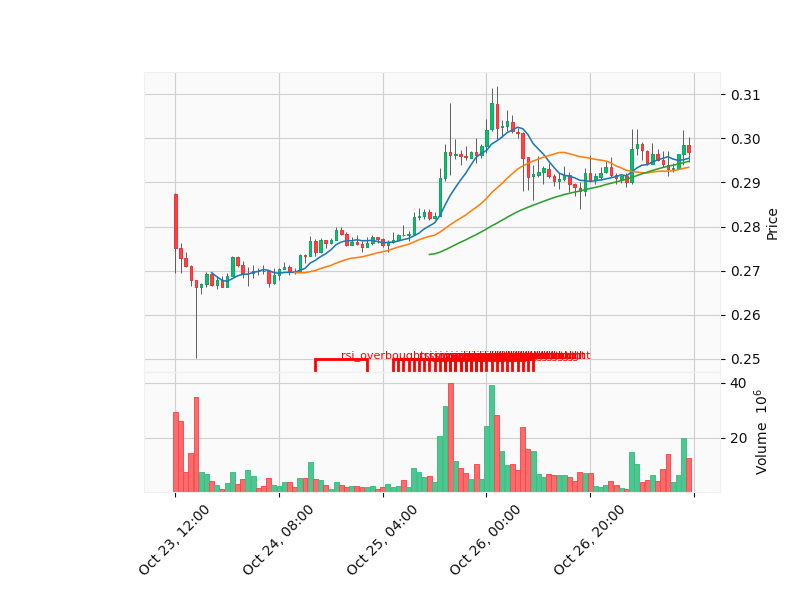 0.31
0.30
0.29
0.28
0.27
0.26
0.25
Price
rsi_overbought
40
20
Volume 10^6
Oct 23, 12:00
Oct 24, 08:00
Oct 25, 04:00
Oct 26, 00:00
Oct 26, 20:00